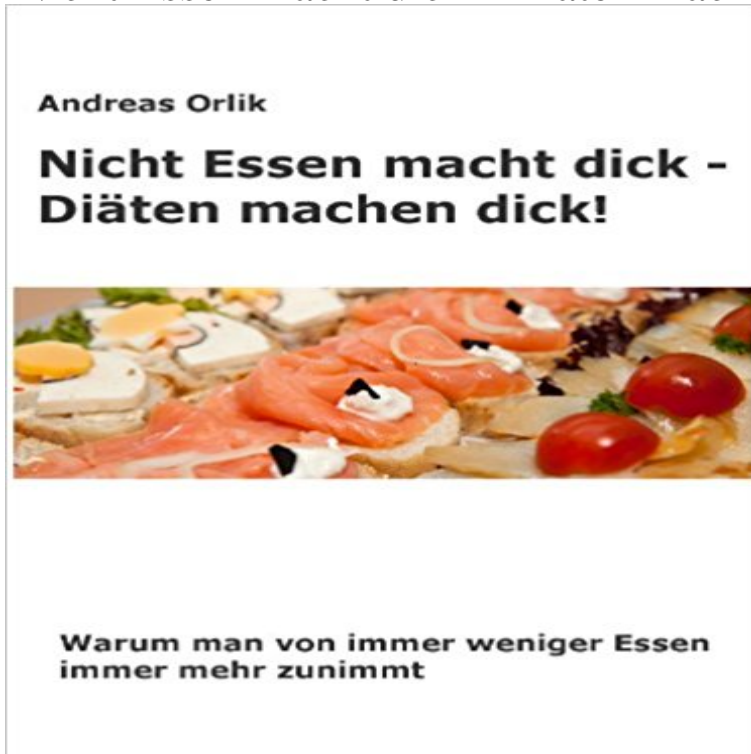 Andreas Orlik
Nicht Essen macht dick -
Diäten machen dick!
Warum man von immer weniger Essen
immer mehr zunimmt